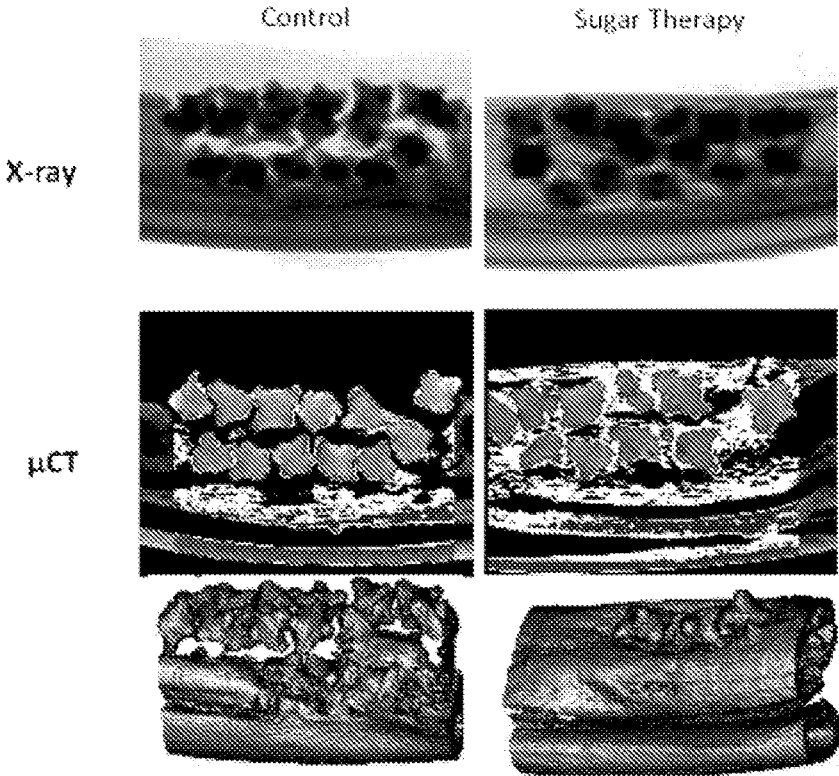 Control
Sugar Therapy
X-ray
μCT